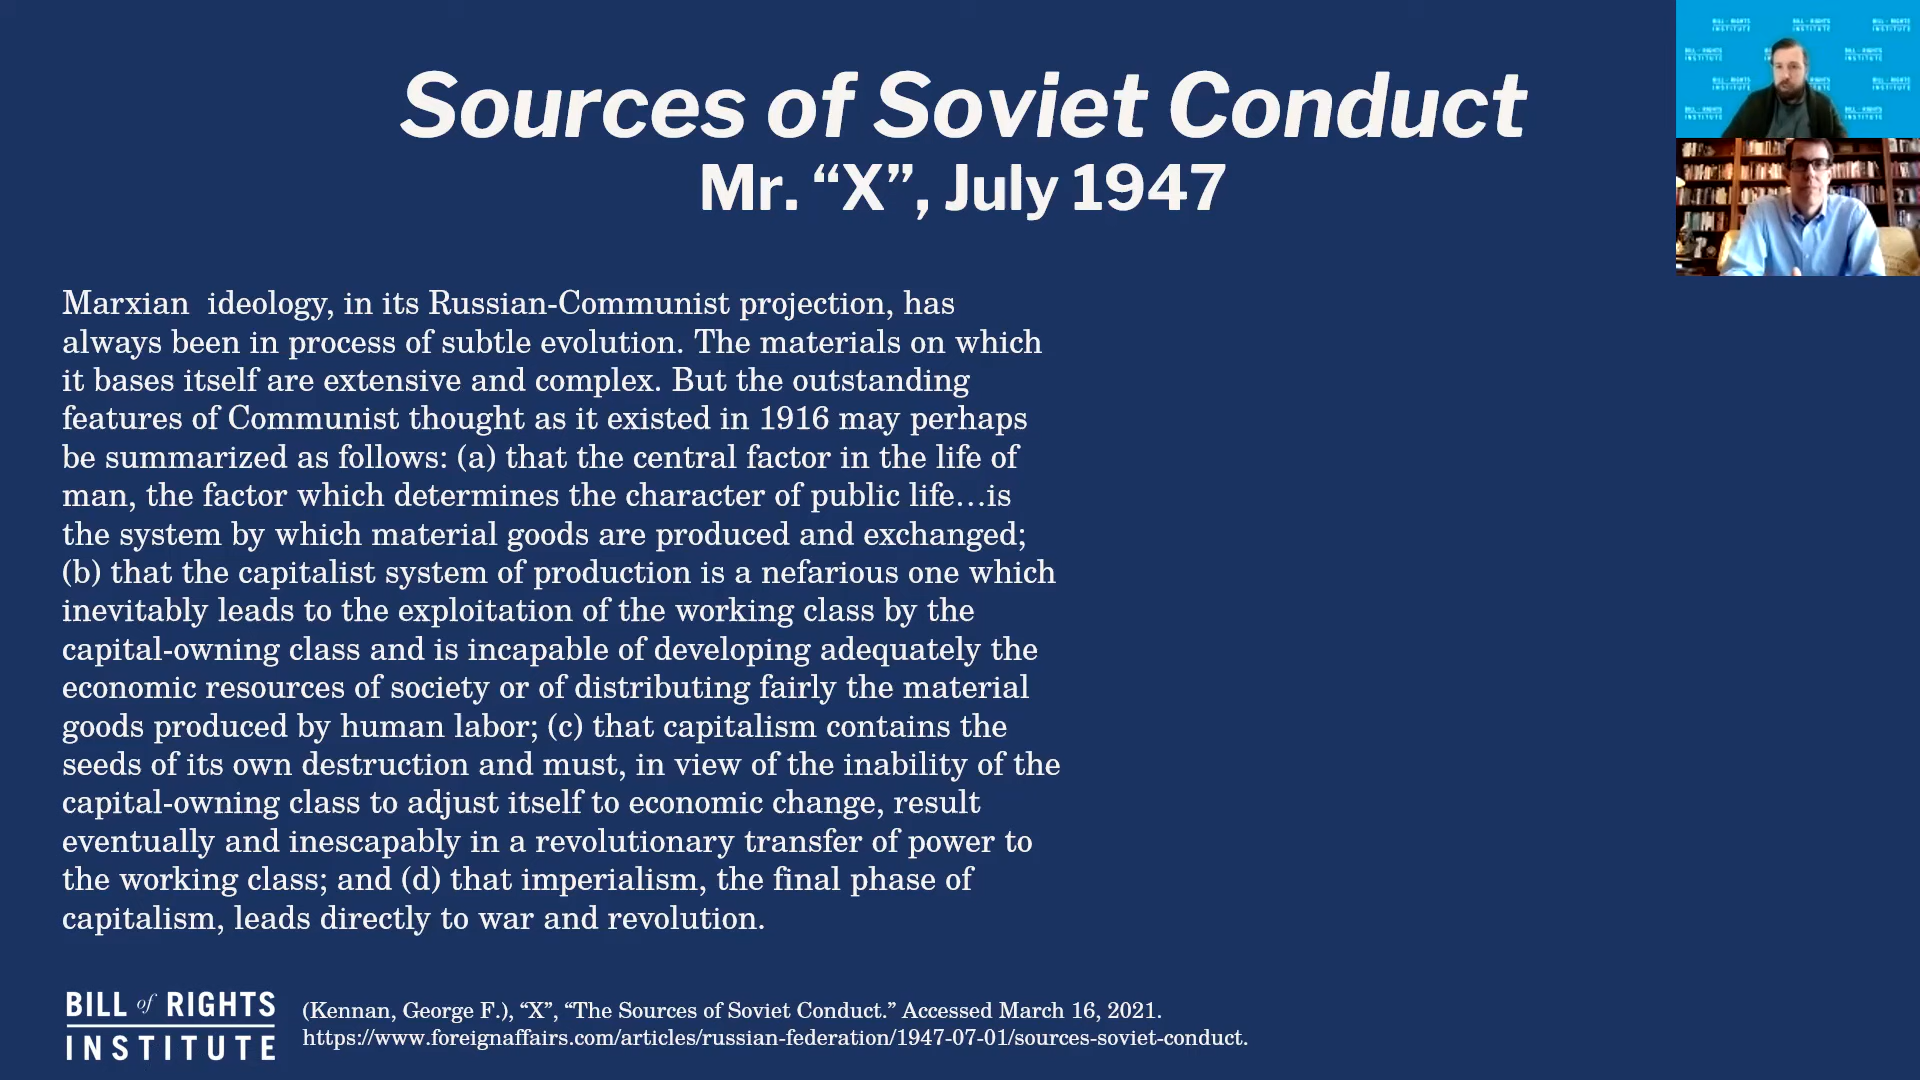 Sources of Soviet Conduct
Mr. “X”, July 1947
Marxian  ideology, in its Russian-Communist projection, has
always been in process of subtle evolution. The materials on which
it bases itself are extensive and complex. But the outstanding
features of Communist thought as it existed in 1916 may perhaps
be summarized as follows: (a) that the central factor in the life of
man, the factor which determines the character of public life…is
the system by which material goods are produced and exchanged;
(b) that the capitalist system of production is a nefarious one which
inevitably leads to the exploitation of the working class by the
capital-owning class and is incapable of developing adequately the
economic resources of society or of distributing fairly the material
goods produced by human labor; (c) that capitalism contains the
seeds of its own destruction and must, in view of the inability of the
capital-owning class to adjust itself to economic change, result
eventually and inescapably in a revolutionary transfer of power to
the working class; and (d) that imperialism, the final phase of
capitalism, leads directly to war and revolution.
BILL of RIGHTS
INSTITUTE
(Kennan, George F.), “X”, “The Sources of Soviet Conduct.” Accessed March 16, 2021.
https://www.foreignaffairs.com/articles/russian-federation/1947-07-01/sources-soviet-conduct.